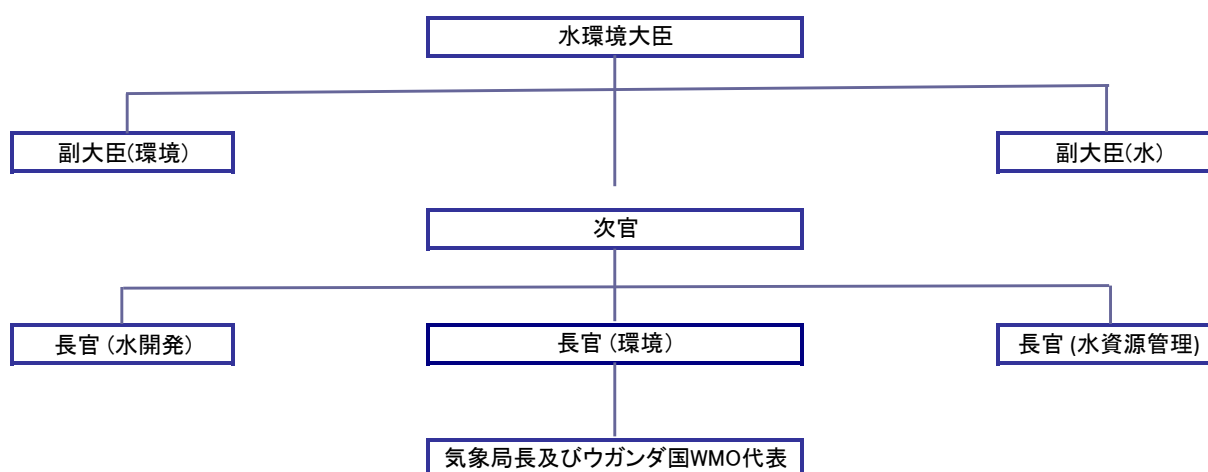 水環境大臣
副大臣(環境)
副大臣(水)
次官
長官 (水開発)
長官 (環境)
長官 (水資源管理)
気象局長及びウガンダ国WMO代表